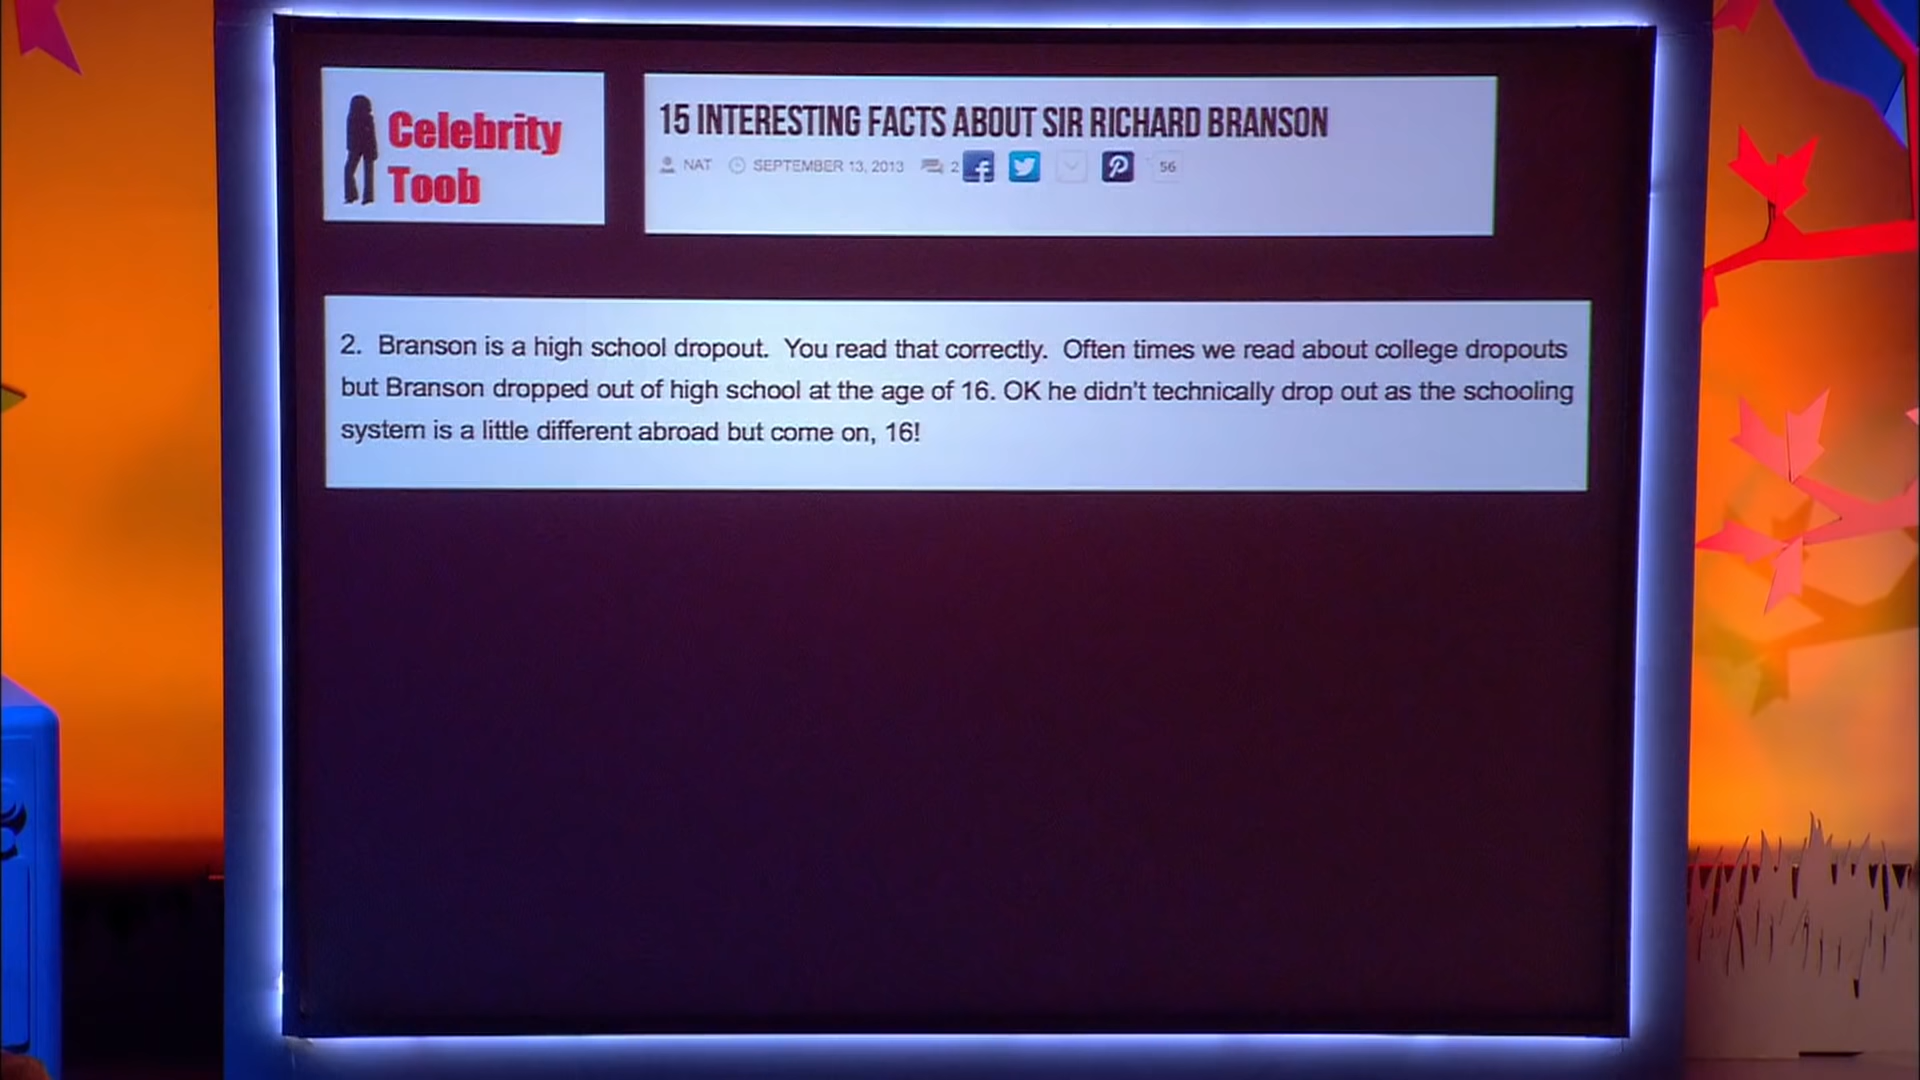 Celebrity
Toob
15 INTERESTING FACTS ABOUT SIR RICHARD BRANSON
NAT SEPTEMBER 13, 2013 2 56
2. Branson is a high school dropout. You read that correctly. Often times we read about college dropouts
but Branson dropped out of high school at the age of 16. OK he didn't technically drop out as the schooling
system is a little different abroad but come on, 16!